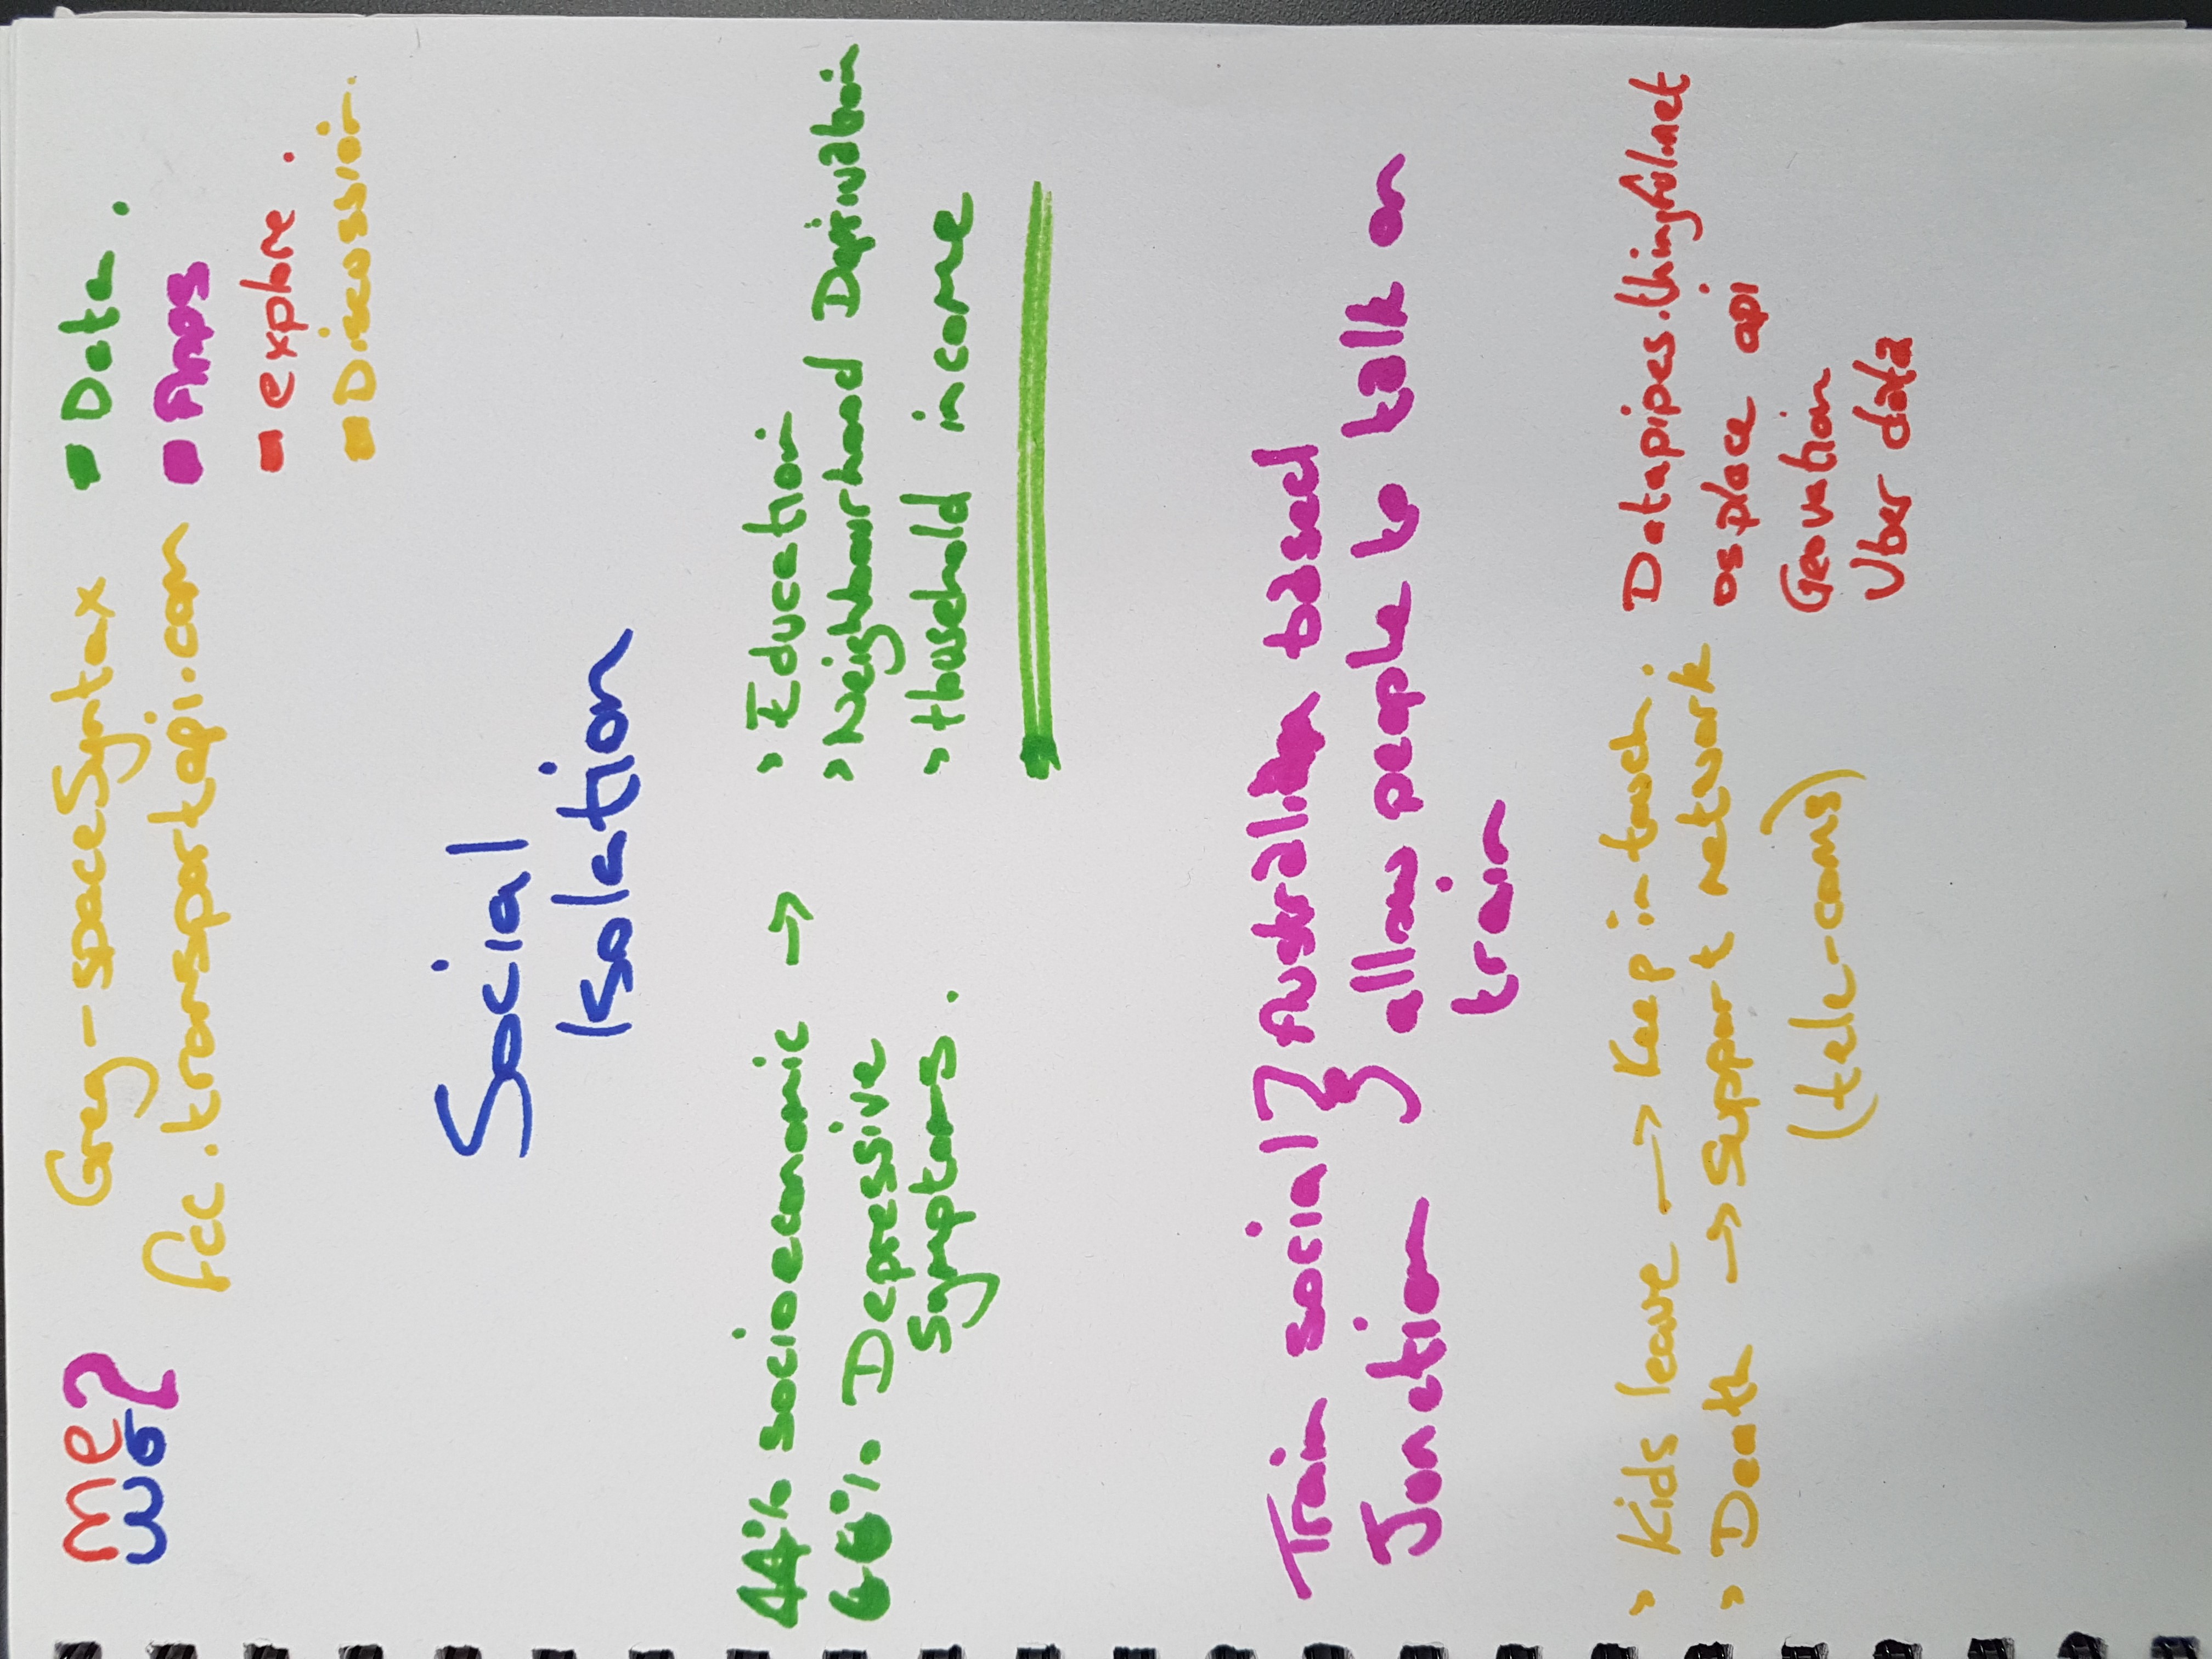 me
wo?
Greg - spaceSyntax
fcc.transportapi.com
Data.
Apps
explore.
Discussion.
Social
Isolation
44% socioeconomic →
66% Depressive
Symptoms.
> Education
> Neighbourhood Deprivation
> Household income
Train social } Australian based
Junction } allow people to talk on
train
> Kids leave → Keep in touch.
> Death → Support network
(tele-coms)
Datapipes.thingful.net
os place api
Geovation
Uber data